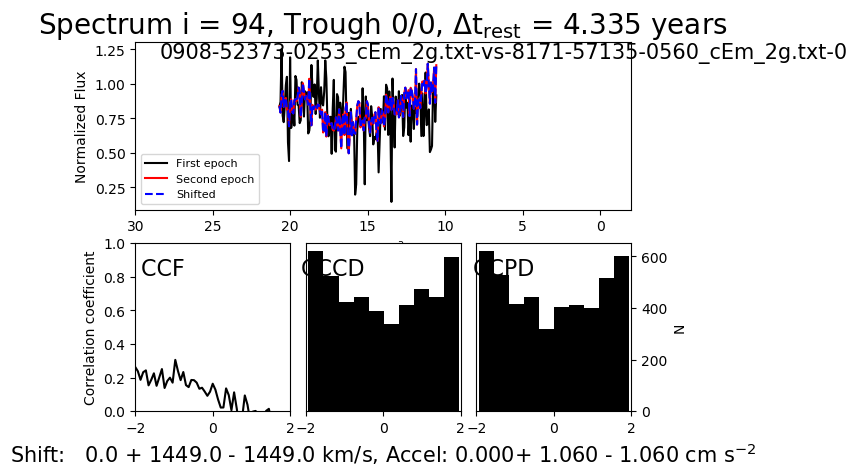 Spectrum i = 94, Trough 0/0, Δt_rest = 4.335 years
0908-52373-0253_cEm_2g.txt-vs-8171-57135-0560_cEm_2g.txt-0
Normalized Flux
1.25
1.00
0.75
0.50
0.25
First epoch
Second epoch
Shifted
30 25 20 15 10 5 0
Correlation coefficient
1.0
0.8
0.6
0.4
0.2
0.0
CCF
CCCD
CCPD
600
400
200
0
N
−2 0 2
−2 0 2
−2 0 2
Shift: 0.0 + 1449.0 - 1449.0 km/s, Accel: 0.000+ 1.060 - 1.060 cm s⁻²